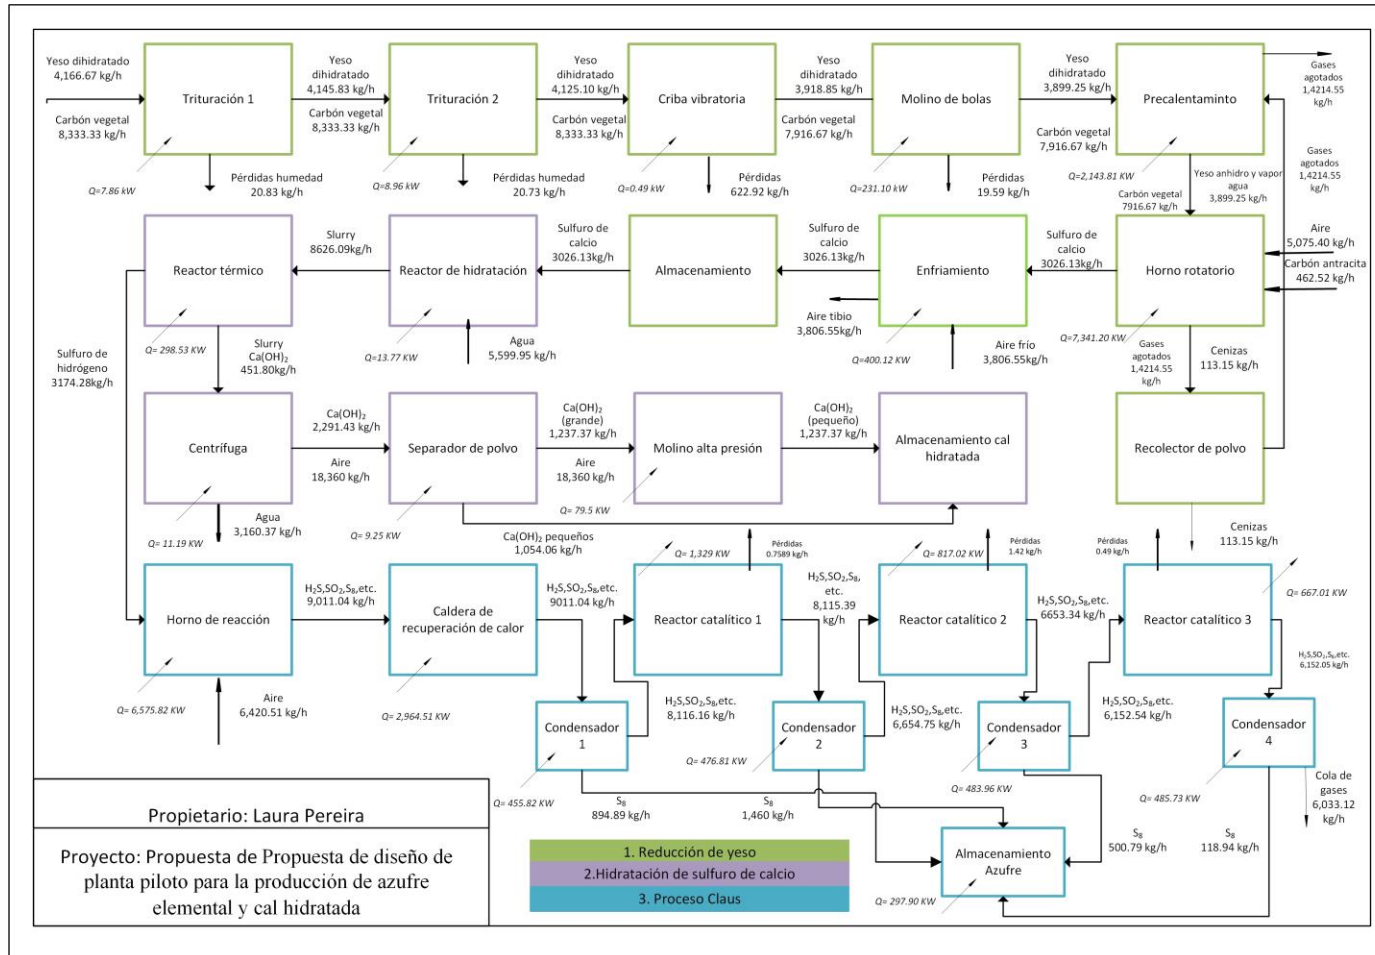 Yeso dihidratado
4,166.67 kg/h
Carbón vegetal
8,333.33 kg/h
Trituración 1
Q=7.86 kW
Pérdidas humedad
20.83 kg/h
Yeso
dihidratado
4,145.83 kg/h
Carbón vegetal
8,333.33 kg/h
Trituración 2
Q=8.96 kW
Pérdidas humedad
20.73 kg/h
Yeso
dihidratado
4,125.10 kg/h
Carbón vegetal
8,333.33 kg/h
Criba vibratoria
Q=0.49 kW
Pérdidas
622.92 kg/h
Yeso
dihidratado
3,918.85 kg/h
Carbón vegetal
7,916.67 kg/h
Molino de bolas
Q=231.10 kW
Pérdidas
19.59 kg/h
Yeso
dihidratado
3,899.25 kg/h
Carbón vegetal
7,916.67 kg/h
Precalentaminto
Q=2,143.81 kW
Gases
agotados
1,4214.55
kg/h
Gases
agotados
1,4214.55
kg/h
Yeso anhidro y vapor
agua
3,899.25 kg/h
Carbón vegetal
7916.67 kg/h
Reactor térmico
Q= 298.53 KW
Slurry
8626.09kg/h
Reactor de hidratación
Q=13.77 KW
Agua
5,599.95 kg/h
Sulfuro de
calcio
3026.13kg/h
Almacenamiento
Sulfuro de
calcio
3026.13kg/h
Aire tibio
3,806.55kg/h
Enfriamiento
Q=400.12 KW
Aire frío
3,806.55kg/h
Sulfuro de
calcio
3026.13kg/h
Horno rotatorio
Q=7,341.20 KW
Aire
5,075.40 kg/h
Carbón antracita
462.52 kg/h
Gases
agotados
1,4214.55
kg/h
Cenizas
113.15 kg/h
Sulfuro de
hidrógeno
3174.28kg/h
Slurry
Ca(OH)₂
451.80kg/h
Centrífuga
Q= 11.19 KW
Agua
3,160.37 kg/h
Ca(OH)₂
2,291.43 kg/h
Aire
18,360 kg/h
Separador de polvo
Q= 9.25 KW
Ca(OH)₂
(grande)
1,237.37 kg/h
Aire
18,360 kg/h
Molino alta presión
Q= 79.5 KW
Ca(OH)₂
(pequeño)
1,237.37 kg/h
Almacenamiento cal
hidratada
Ca(OH)₂ pequeños
1,054.06 kg/h
Recolector de polvo
Cenizas
113.15 kg/h
Horno de reacción
Q= 6,575.82 KW
Aire
6,420.51 kg/h
H₂S,SO₂,S₈,etc.
9,011.04 kg/h
Caldera de
recuperación de calor
Q= 2,964.51 KW
H₂S,SO₂,S₈,etc.
9011.04 kg/h
Q= 1,329 KW
Pérdidas
0.7589 kg/h
Reactor catalítico 1
H₂S,SO₂,S₈,
etc.
8,115.39
kg/h
Q= 817.02 KW
Pérdidas
1.42 kg/h
Reactor catalítico 2
H₂S,SO₂,S₈,etc.
6653.34 kg/h
Pérdidas
0.49 kg/h
Reactor catalítico 3
Q= 667.01 KW
H₂S,SO₂,S₈,etc.
6,152.05 kg/h
Condensador
1
Q= 455.82 KW
H₂S,SO₂,S₈,etc.
8,116.16 kg/h
Condensador
2
Q= 476.81 KW
H₂S,SO₂,S₈,etc.
6,654.75 kg/h
Condensador
3
Q= 483.96 KW
H₂S,SO₂,S₈,etc.
6,152.54 kg/h
Condensador
4
Q= 485.73 KW
Cola de
gases
6,033.12
kg/h
S₈
894.89 kg/h
S₈
1,460 kg/h
S₈
500.79 kg/h
S₈
118.94 kg/h
Almacenamiento
Azufre
Q= 297.90 KW
Propietario: Laura Pereira
Proyecto: Propuesta de Propuesta de diseño de
planta piloto para la producción de azufre
elemental y cal hidratada
1. Reducción de yeso
2.Hidratación de sulfuro de calcio
3. Proceso Claus